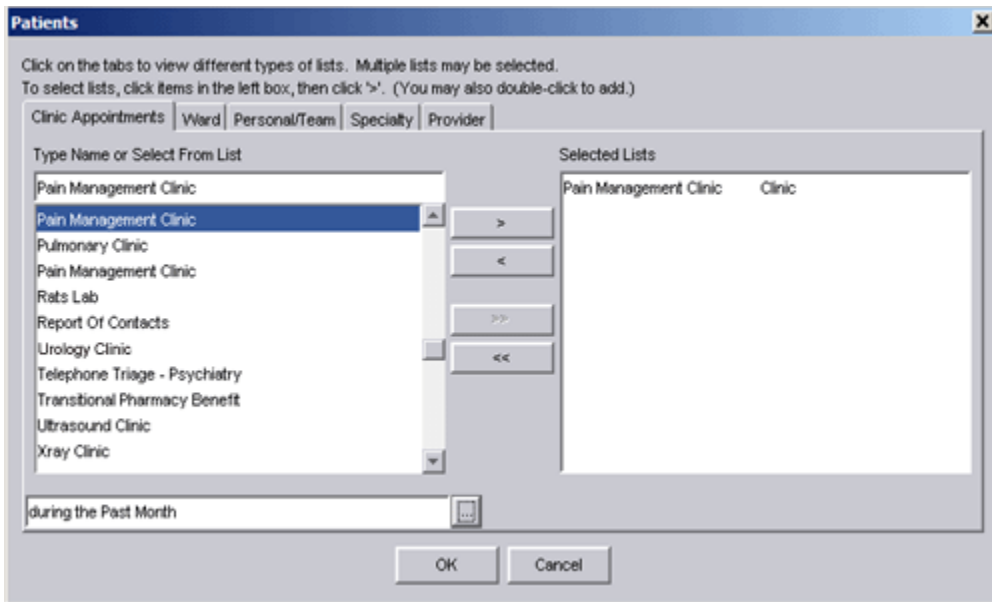 Patients
Click on the tabs to view different types of lists. Multiple lists may be selected.
To select lists, click items in the left box, then click '>'. (You may also double-click to add.)
Clinic Appointments Ward Personal/Team Specialty Provider
Type Name or Select From List
Selected Lists
Pain Management Clinic
Pain Management Clinic Clinic
Pain Management Clinic
Pulmonary Clinic
Pain Management Clinic
Rats Lab
Report Of Contacts
Urology Clinic
Telephone Triage - Psychiatry
Transitional Pharmacy Benefit
Ultrasound Clinic
Xray Clinic
>
<
>>
<<
during the Past Month
...
OK Cancel